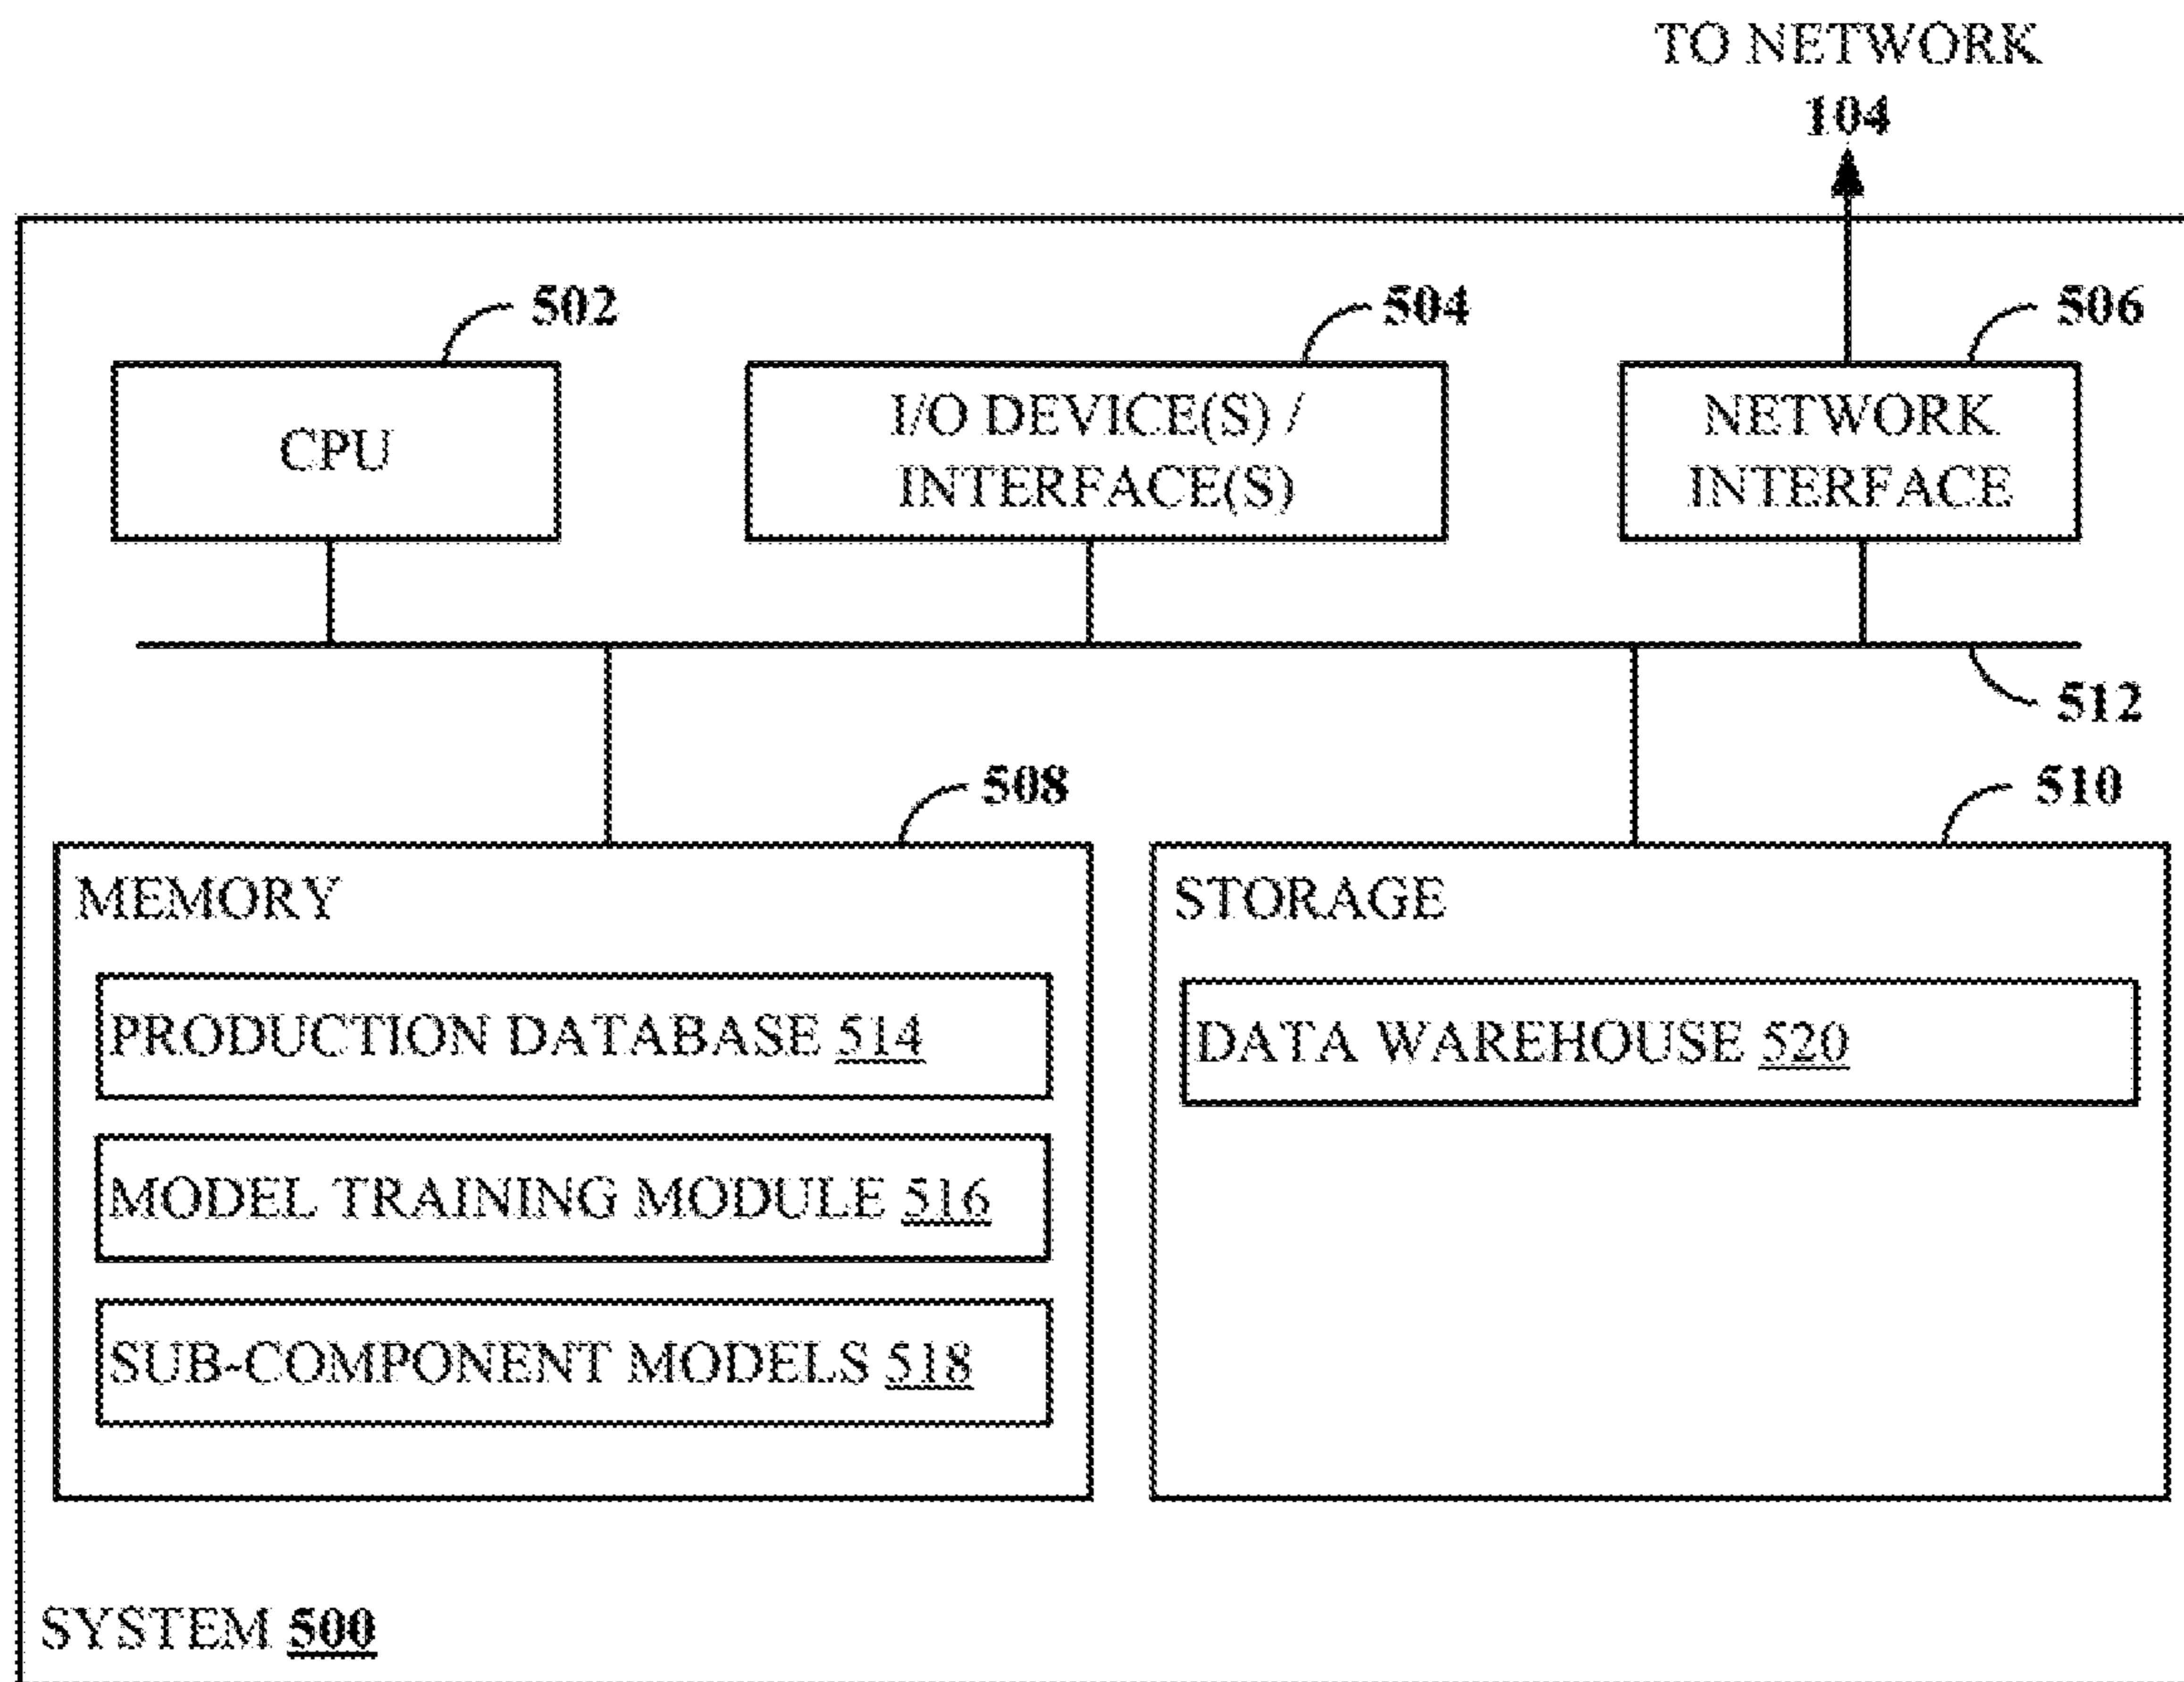 TO NETWORK
104
502
504
506
CPU
I/O DEVICE(S) /
INTERFACE(S)
NETWORK
INTERFACE
512
508
510
MEMORY
STORAGE
PRODUCTION DATABASE 514
DATA WAREHOUSE 520
MODEL TRAINING MODULE 516
SUB-COMPONENT MODELS 518
SYSTEM 500